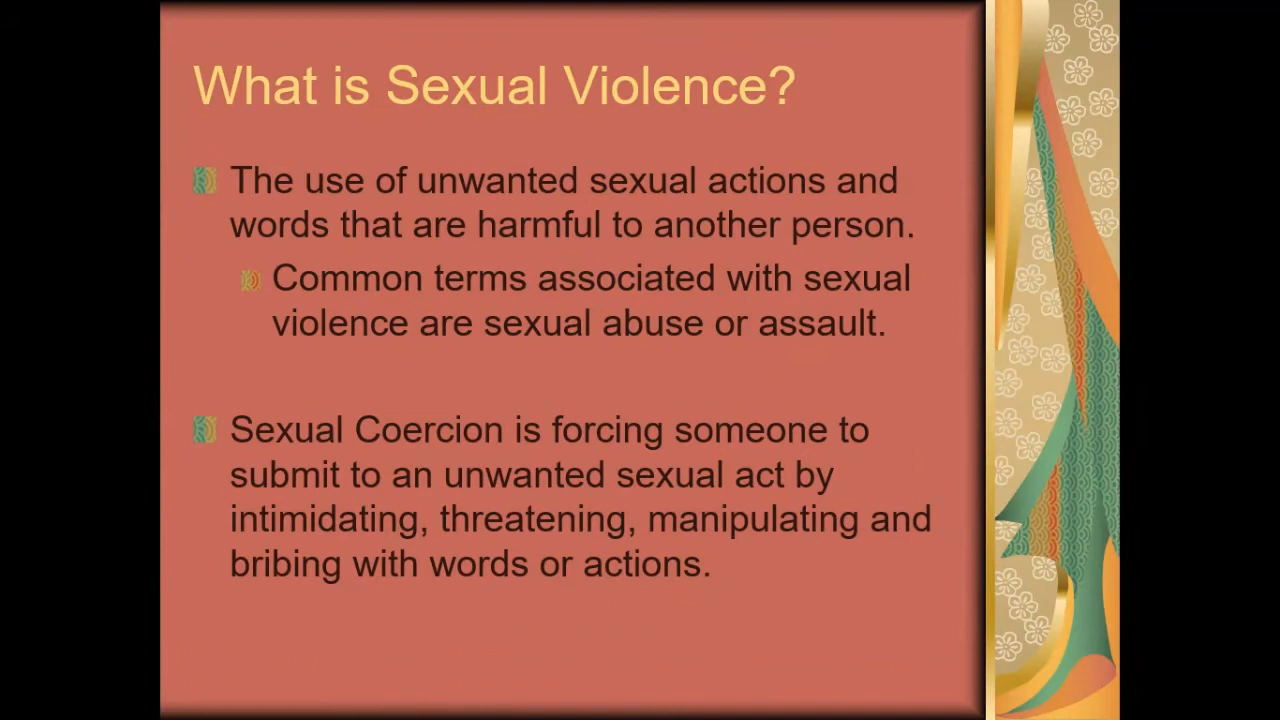 What is Sexual Violence?
The use of unwanted sexual actions and
words that are harmful to another person.
Common terms associated with sexual
violence are sexual abuse or assault.
Sexual Coercion is forcing someone to
submit to an unwanted sexual act by
intimidating, threatening, manipulating and
bribing with words or actions.